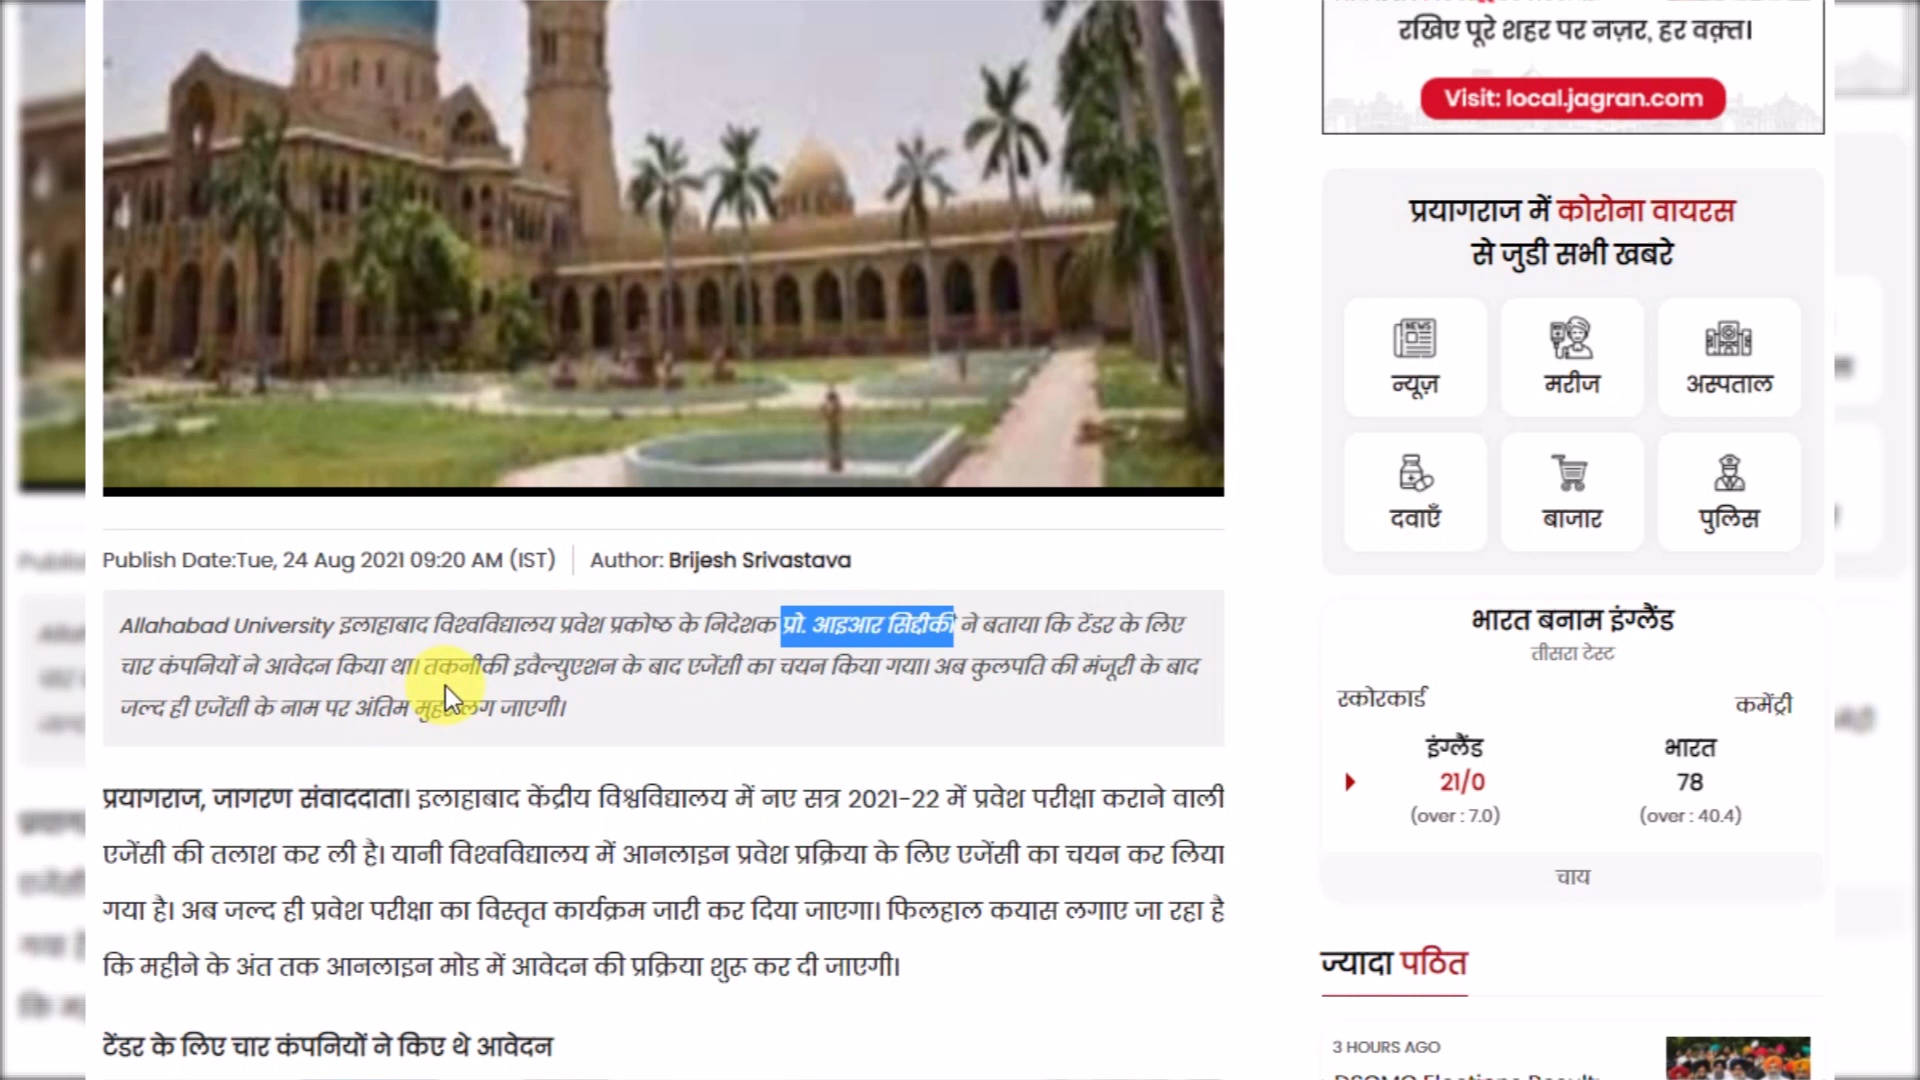 Publish Date:Tue, 24 Aug 2021 09:20 AM (IST)
Author: Brijesh Srivastava
Allahabad University इलाहाबाद विश्वविद्यालय प्रवेश प्रकोष्ठ के निदेशक प्रो. आइआर सिद्दीकी ने बताया कि टेंडर के लिए
चार कंपनियों ने आवेदन किया था। तकनीकी इवैल्युएशन के बाद एजेंसी का चयन किया गया। अब कुलपति की मंजूरी के बाद
जल्द ही एजेंसी के नाम पर अंतिम मुहर लग जाएगी।
प्रयागराज, जागरण संवाददाता। इलाहाबाद केंद्रीय विश्वविद्यालय में नए सत्र 2021-22 में प्रवेश परीक्षा कराने वाली
एजेंसी की तलाश कर ली है। यानी विश्वविद्यालय में आनलाइन प्रवेश प्रक्रिया के लिए एजेंसी का चयन कर लिया
गया है। अब जल्द ही प्रवेश परीक्षा का विस्तृत कार्यक्रम जारी कर दिया जाएगा। फिलहाल कयास लगाए जा रहा है
कि महीने के अंत तक आनलाइन मोड में आवेदन की प्रक्रिया शुरू कर दी जाएगी।
टेंडर के लिए चार कंपनियों ने किए थे आवेदन
रखिए पूरे शहर पर नज़र, हर वक़्त।
Visit: local.jagran.com
प्रयागराज में कोरोना वायरस
से जुडी सभी खबरे
NEWS
न्यूज़ मरीज अस्पताल
दवाएँ बाजार पुलिस
भारत बनाम इंग्लैंड
तीसरा टेस्ट
स्कोरकार्ड कमेंट्री
इंग्लैंड भारत
21/0 78
(over : 7.0) (over : 40.4)
चाय
ज्यादा पठित
3 HOURS AGO